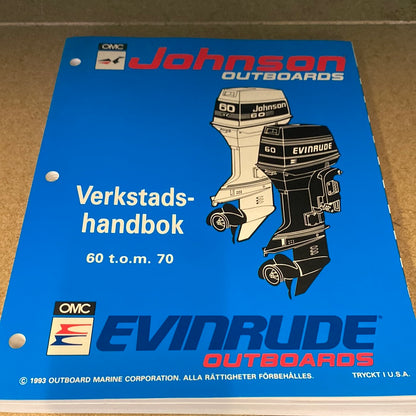 OMC
Johnson
OUTBOARDS
60
Johnson
60
60
EVINRUDE
Verkstads-
handbok
60 t.o.m. 70
OMC
EVINRUDE
OUTBOARDS
© 1993 OUTBOARD MARINE CORPORATION. ALLA RÄTTIGHETER FÖRBEHÅLLES.
TRYCKT I U.S.A.